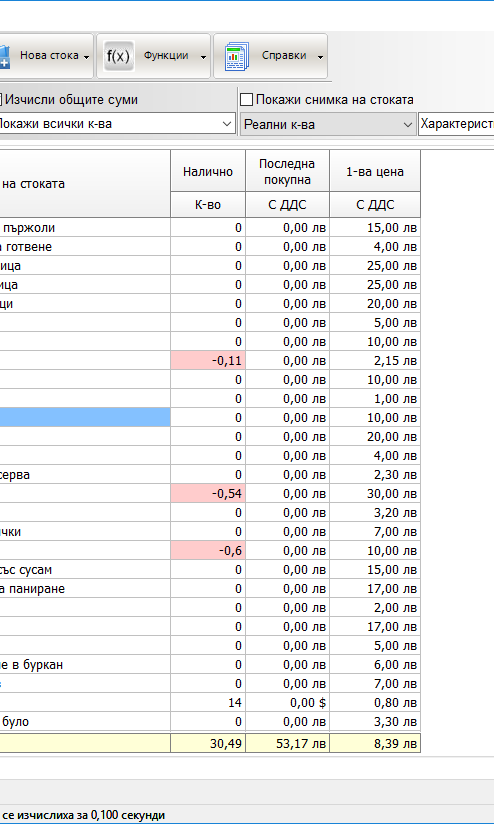 Нова стока
f(x) Функции
Справки
Изчисли общите суми
Покажи снимка на стоката
Покажи всички к-ва
Реални к-ва
Характерист
на стоката Налично Последна покупна 1-ва цена
К-во С ДДС С ДДС
пържоли 0 0,00 лв 15,00 лв
а готвене 0 0,00 лв 4,00 лв
ица 0 0,00 лв 25,00 лв
ица 0 0,00 лв 25,00 лв
ци 0 0,00 лв 20,00 лв
0 0,00 лв 5,00 лв
0 0,00 лв 10,00 лв
-0,11 0,00 лв 2,15 лв
0 0,00 лв 10,00 лв
0 0,00 лв 1,00 лв
0 0,00 лв 10,00 лв
0 0,00 лв 20,00 лв
0 0,00 лв 4,00 лв
серва 0 0,00 лв 2,30 лв
-0,54 0,00 лв 30,00 лв
0 0,00 лв 3,20 лв
ички 0 0,00 лв 7,00 лв
-0,6 0,00 лв 10,00 лв
със сусам 0 0,00 лв 15,00 лв
а паниране 0 0,00 лв 17,00 лв
0 0,00 лв 2,00 лв
0 0,00 лв 17,00 лв
0 0,00 лв 5,00 лв
е в буркан 0 0,00 лв 6,00 лв
0 0,00 лв 7,00 лв
14 0,00 $ 0,80 лв
було 0 0,00 лв 3,30 лв
30,49 53,17 лв 8,39 лв
се изчислиха за 0,100 секунди